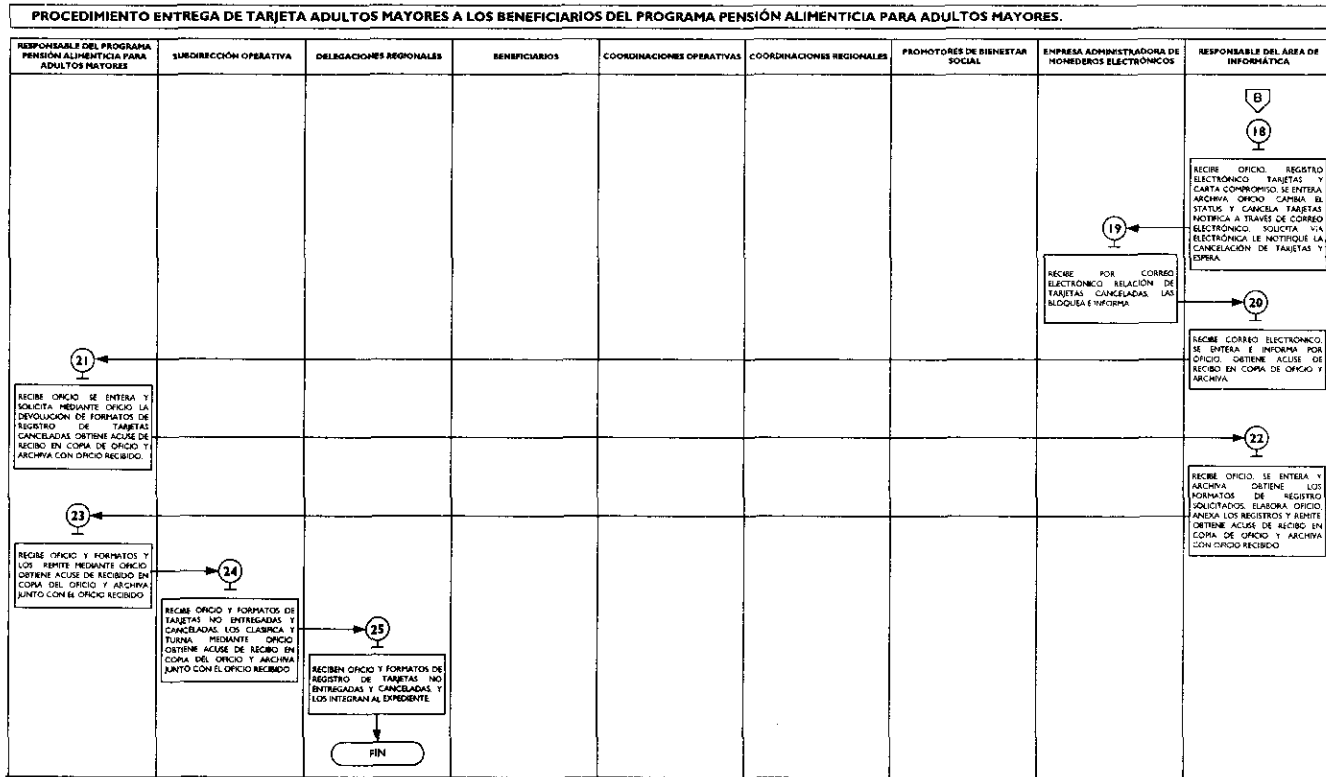 PROCEDIMIENTO ENTREGA DE TARJETA ADULTOS MAYORES A LOS BENEFICIARIOS DEL PROGRAMA PENSIÓN ALIMENTICIA PARA ADULTOS MAYORES.
RESPONSABLE DEL PROGRAMA
PENSIÓN ALIMENTICIA PARA
ADULTOS MAYORES
SUBDIRECCIÓN OPERATIVA
DELEGACIONES REGIONALES
BENEFICIARIOS
COORDINACIONES OPERATIVAS
COORDINACIONES REGIONALES
PROMOTORES DE BIENESTAR
SOCIAL
EMPRESA ADMINISTRADORA DE
MONEDEROS ELECTRÓNICOS
RESPONSABLE DEL ÁREA DE
INFORMÁTICA
B
18
RECIBE OFICIO, REGISTRO
ELECTRÓNICO TARJETAS Y
CARTA COMPROMISO, SE ENTERA
ARCHIVA OFICIO CAMBIA EL
STATUS Y CANCELA TARJETAS
NOTIFICA A TRAVÉS DE CORREO
ELECTRÓNICO, SOLICITA VÍA
ELECTRÓNICA LE NOTIFIQUE LA
CANCELACIÓN DE TARJETAS Y
ESPERA.
19
RECIBE POR CORREO
ELECTRÓNICO RELACIÓN DE
TARJETAS CANCELADAS, LAS
BLOQUEA E INFORMA
20
RECIBE CORREO ELECTRÓNICO,
SE ENTERA E INFORMA POR
OFICIO, OBTIENE ACUSE DE
RECIBO EN COPIA DE OFICIO Y
ARCHIVA
21
RECIBE OFICIO SE ENTERA Y
SOLICITA MEDIANTE OFICIO LA
DEVOLUCIÓN DE FORMATOS DE
REGISTRO DE TARJETAS
CANCELADAS, OBTIENE ACUSE DE
RECIBO EN COPIA DE OFICIO Y
ARCHIVA CON OFICIO RECIBIDO.
22
RECIBE OFICIO, SE ENTERA Y
ARCHIVA OBTIENE LOS
FORMATOS DE REGISTRO
SOLICITADOS, ELABORA OFICIO,
ANEXA LOS REGISTROS Y REMITE
OBTIENE ACUSE DE RECIBO EN
COPIA DE OFICIO Y ARCHIVA
CON OFICIO RECIBIDO
23
RECIBE OFICIO Y FORMATOS Y
LOS REMITE MEDIANTE OFICIO
OBTIENE ACUSE DE RECIBIDO EN
COPIA DEL OFICIO Y ARCHIVA
JUNTO CON EL OFICIO RECIBIDO
24
RECIBE OFICIO Y FORMATOS DE
TARJETAS NO ENTREGADAS Y
CANCELADAS, LOS CLASIFICA Y
TURNA MEDIANTE OFICIO
OBTIENE ACUSE DE RECIBO EN
COPIA DEL OFICIO Y ARCHIVA
JUNTO CON EL OFICIO RECIBIDO
25
RECIBEN OFICIO Y FORMATOS DE
REGISTRO DE TARJETAS NO
ENTREGADAS Y CANCELADAS, Y
LOS INTEGRAN AL EXPEDIENTE.
FIN